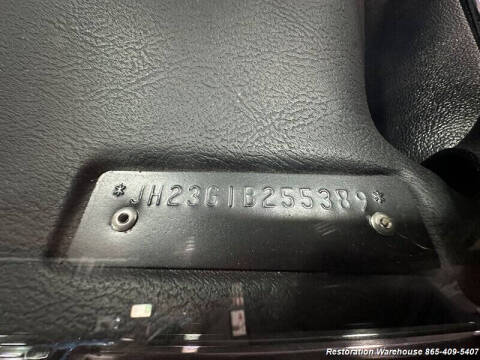 *JH23G1B255389*
Restoration Warehouse 865-409-5407